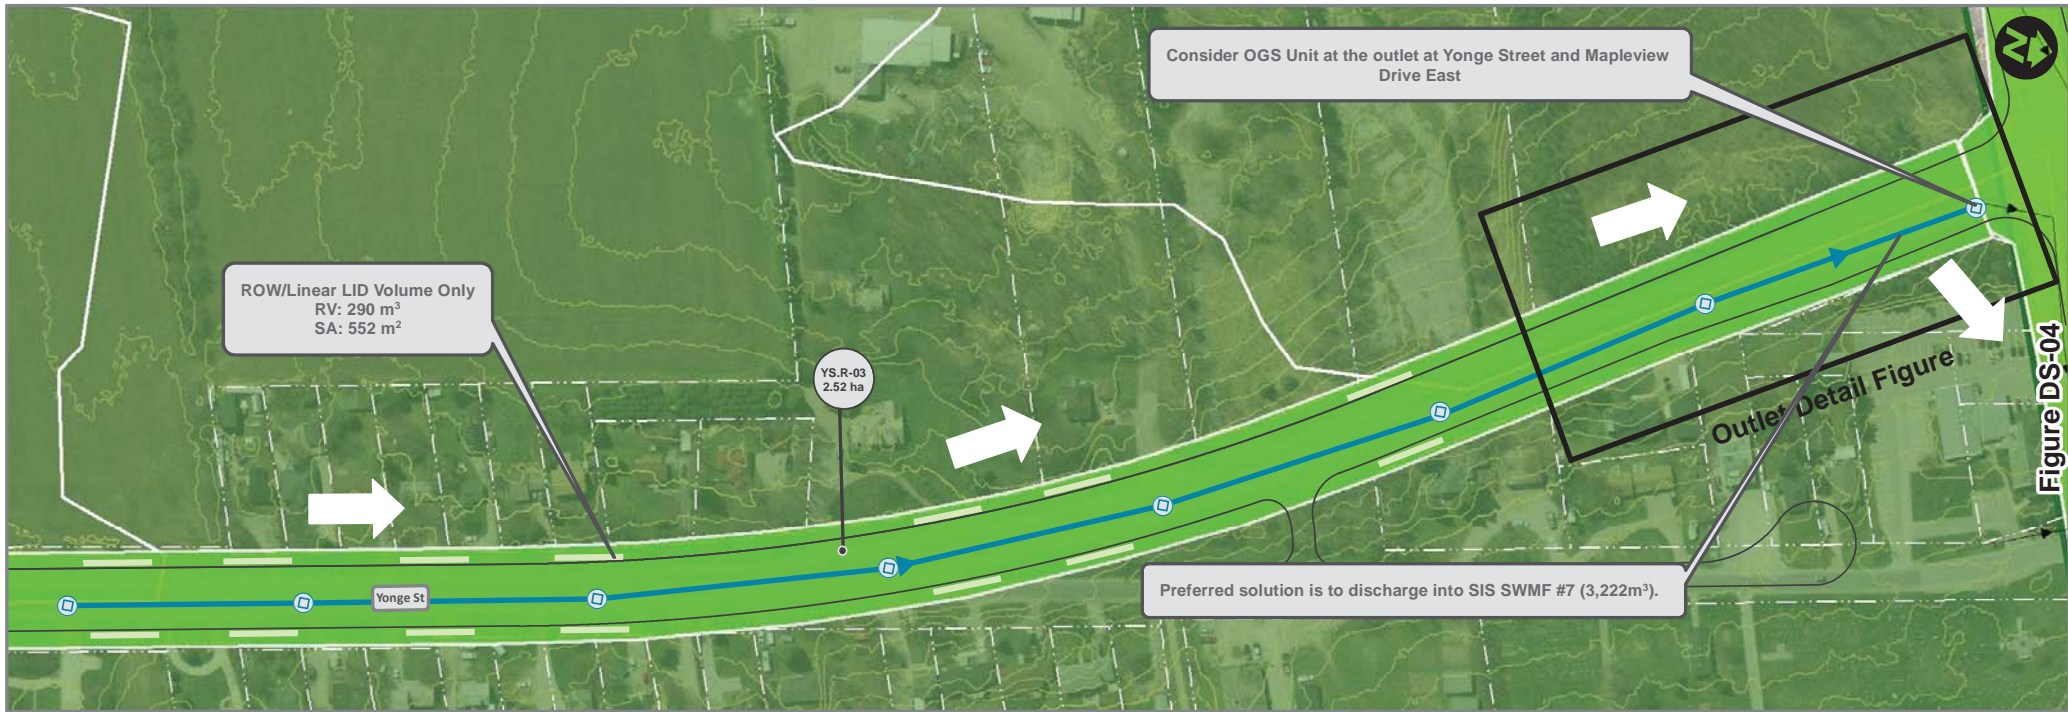 Consider OGS Unit at the outlet at Yonge Street and Mapleview
Drive East
N
ROW/Linear LID Volume Only
RV: 290 m³
SA: 552 m²
YS.R-03
2.52 ha
Yonge St
Outlet Detail Figure
Figure DS-04
Preferred solution is to discharge into SIS SWMF #7 (3,222m³).